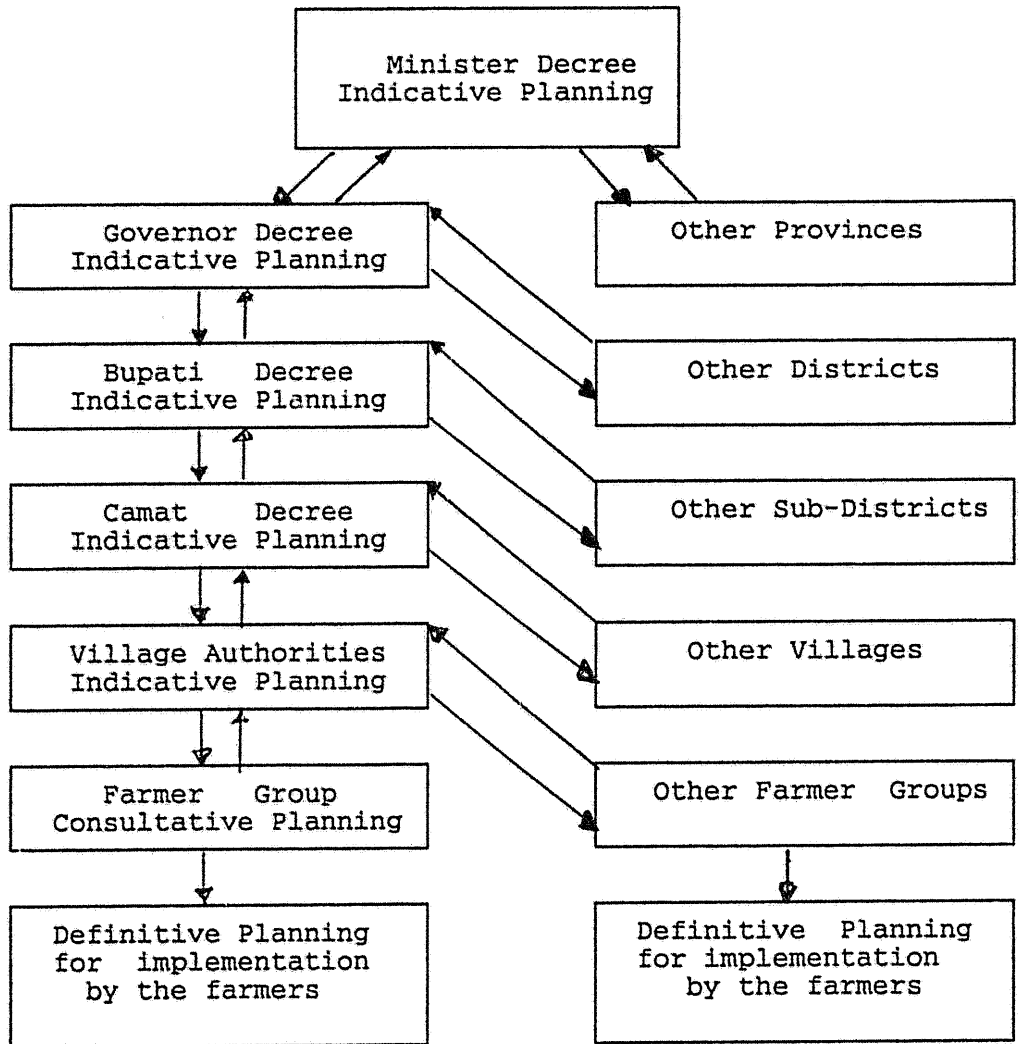 Minister Decree
Indicative Planning
Governor Decree
Indicative Planning
Other Provinces
Bupati Decree
Indicative Planning
Other Districts
Camat Decree
Indicative Planning
Other Sub-Districts
Village Authorities
Indicative Planning
Other Villages
Farmer Group
Consultative Planning
Other Farmer Groups
Definitive Planning
for implementation
by the farmers
Definitive Planning
for implementation
by the farmers